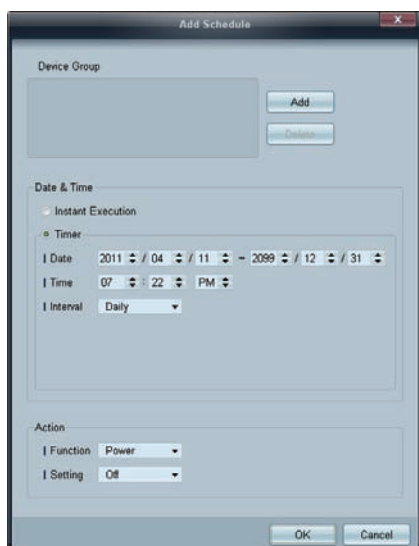 Add Schedule
x
Device Group
Add
Delete
Date & Time
Instant Execution
Timer
Date 2011 / 04 / 11 ~ 2099 / 12 / 31
Time 07 : 22 PM
Interval Daily
Action
Function Power
Setting Off
OK Cancel